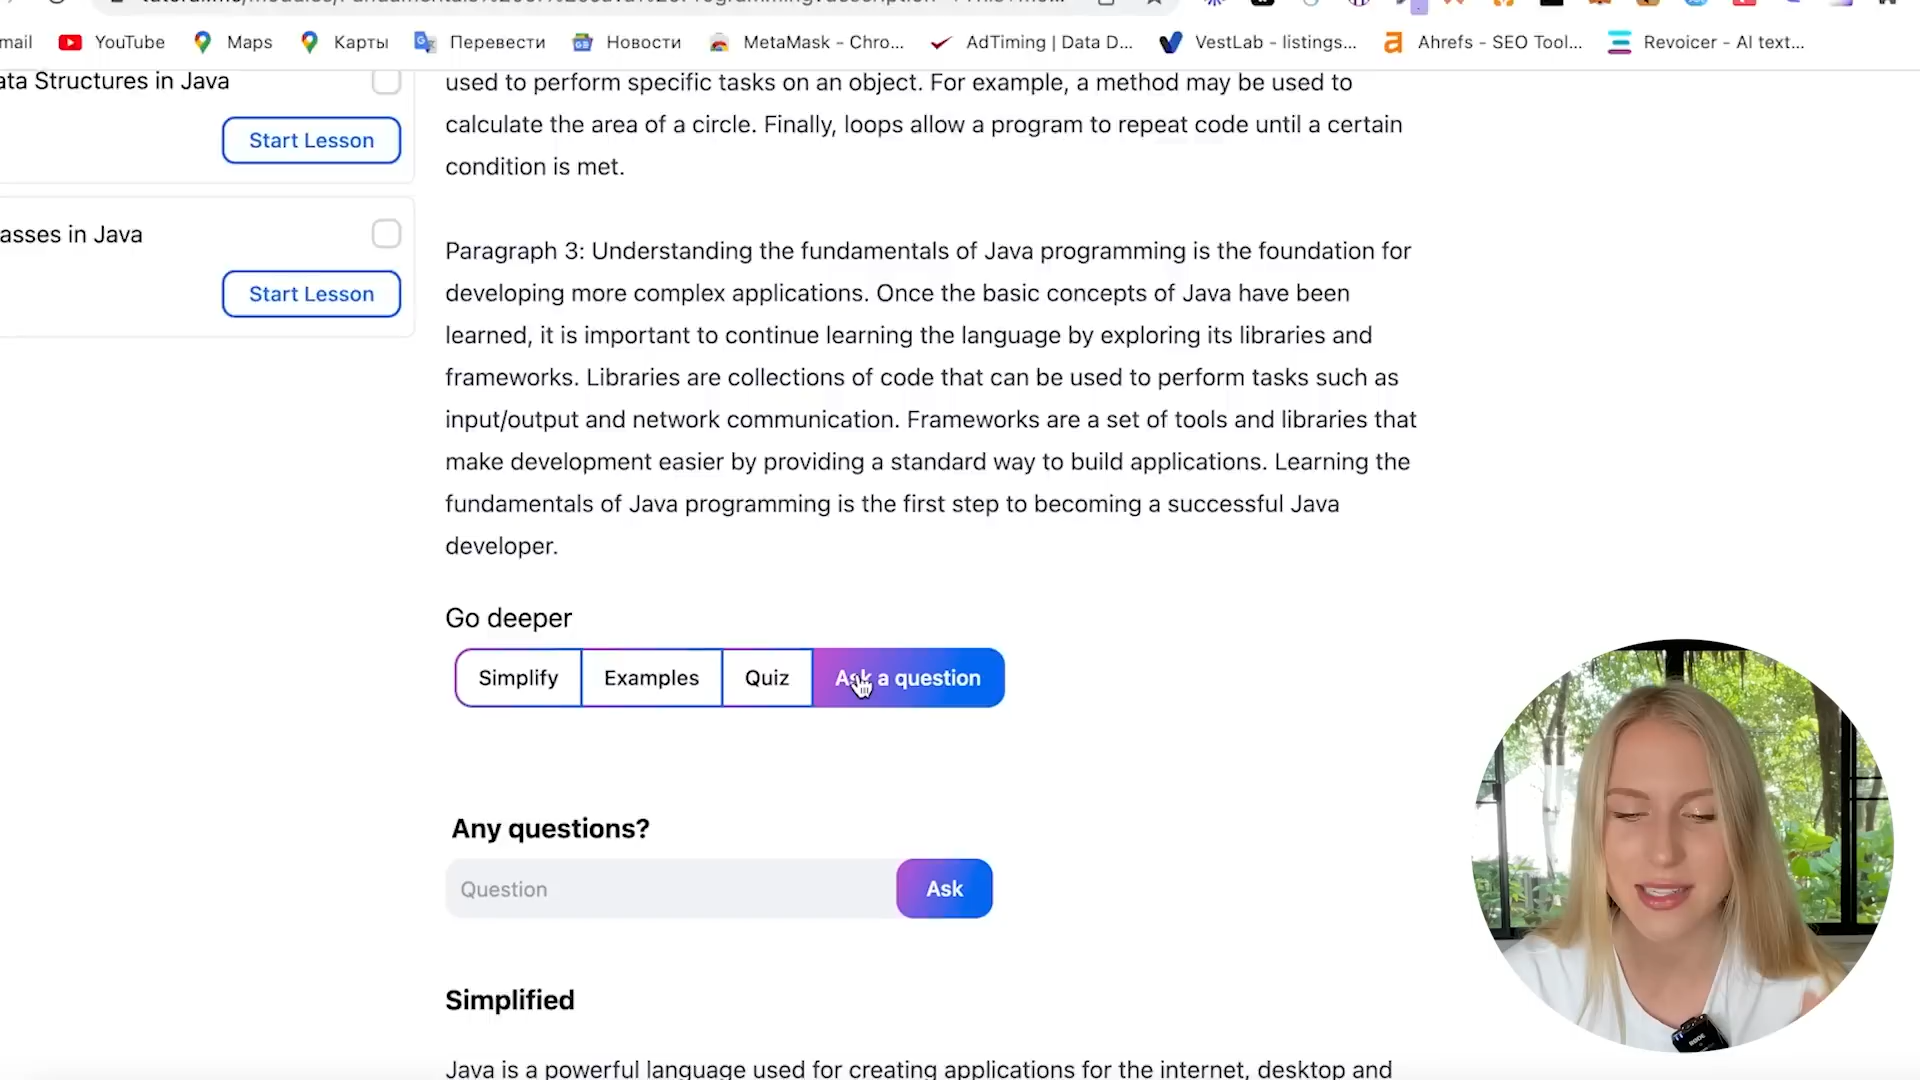 mail YouTube Maps Карты Перевести Новости MetaMask - Chro... AdTiming | Data D... VestLab - listings... Ahrefs - SEO Tool... Revoicer - AI text...
ata Structures in Java
Start Lesson
asses in Java
Start Lesson
used to perform specific tasks on an object. For example, a method may be used to
calculate the area of a circle. Finally, loops allow a program to repeat code until a certain
condition is met.
Paragraph 3: Understanding the fundamentals of Java programming is the foundation for
developing more complex applications. Once the basic concepts of Java have been
learned, it is important to continue learning the language by exploring its libraries and
frameworks. Libraries are collections of code that can be used to perform tasks such as
input/output and network communication. Frameworks are a set of tools and libraries that
make development easier by providing a standard way to build applications. Learning the
fundamentals of Java programming is the first step to becoming a successful Java
developer.
Go deeper
Simplify Examples Quiz Ask a question
Any questions?
Question Ask
Simplified
Java is a powerful language used for creating applications for the internet, desktop and
RODE